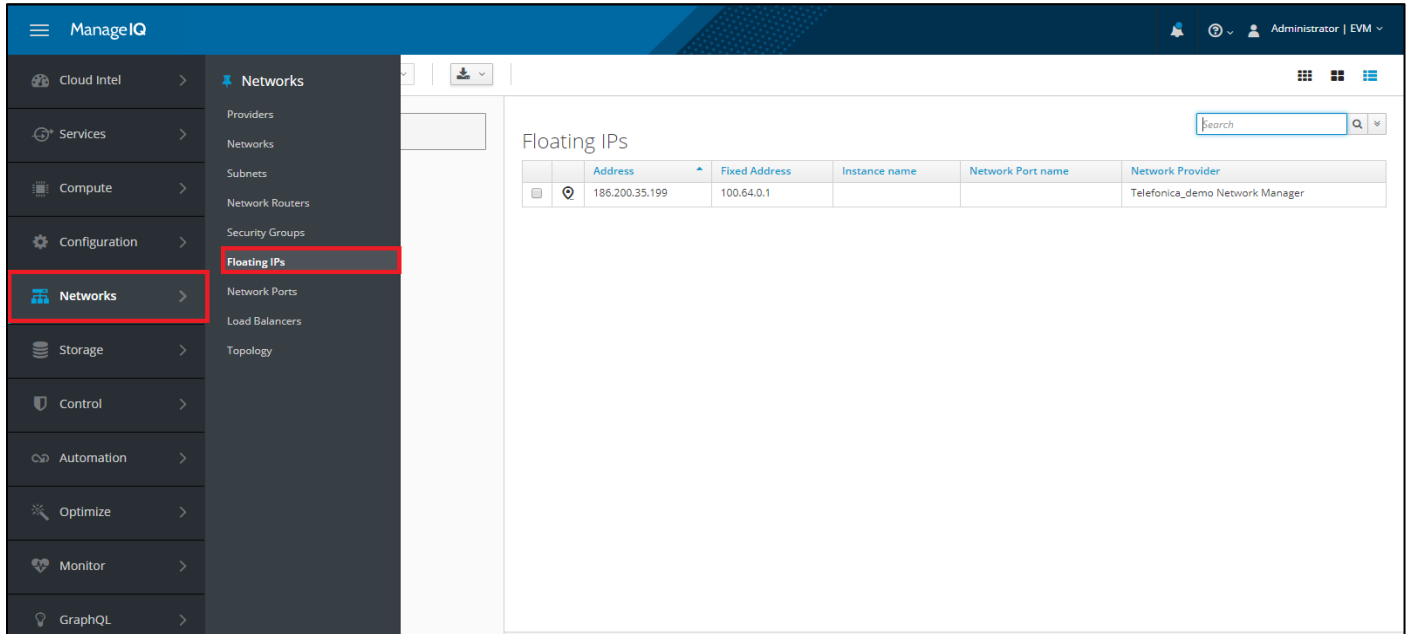 ManageIQ
Administrator | EVM
Cloud Intel
Services
Compute
Configuration
Networks
Storage
Control
Automation
Optimize
Monitor
GraphQL
Networks
Providers
Networks
Subnets
Network Routers
Security Groups
Floating IPs
Network Ports
Load Balancers
Topology
Search
Floating IPs
Address Fixed Address Instance name Network Port name Network Provider
186.200.35.199 100.64.0.1 Telefonica_demo Network Manager